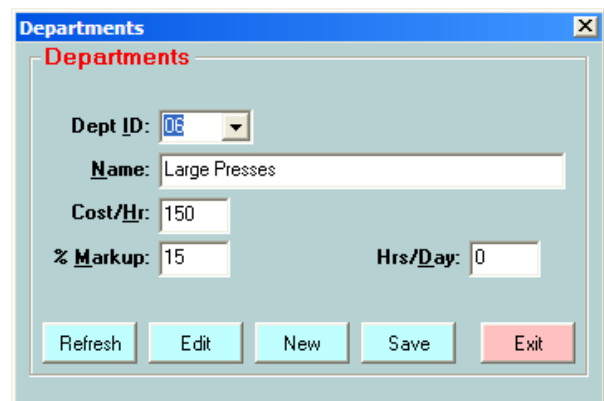 Departments
Departments
Dept ID: 06
Name: Large Presses
Cost/Hr: 150
% Markup: 15 Hrs/Day: 0
Refresh Edit New Save Exit